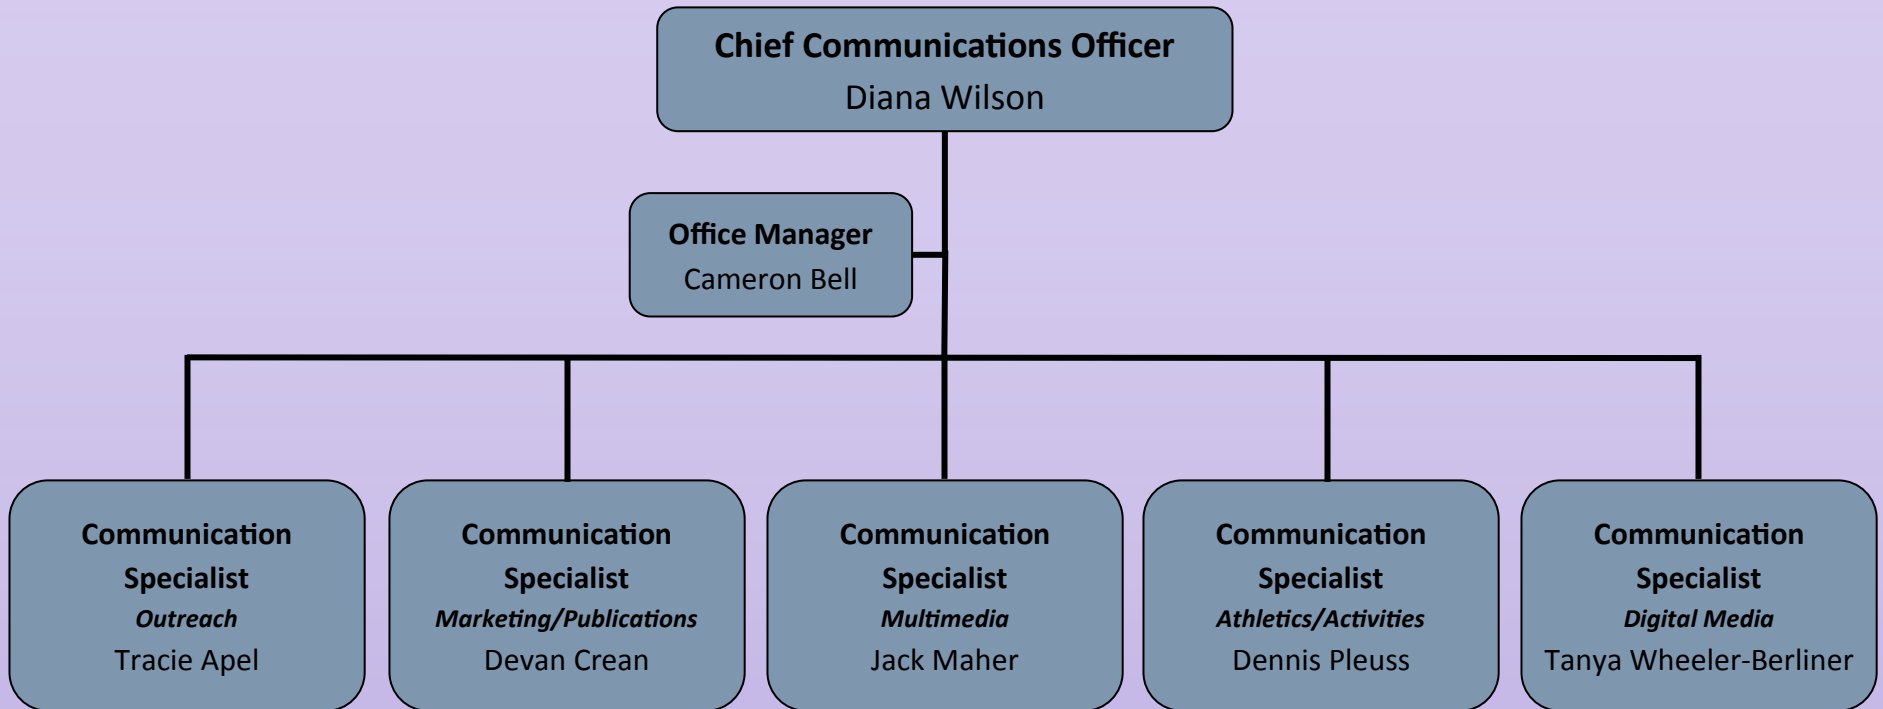 Chief Communications Officer
Diana Wilson
Office Manager
Cameron Bell
Communication
Specialist
Outreach
Tracie Apel
Communication
Specialist
Marketing/Publications
Devan Crean
Communication
Specialist
Multimedia
Jack Maher
Communication
Specialist
Athletics/Activities
Dennis Pleuss
Communication
Specialist
Digital Media
Tanya Wheeler-Berliner